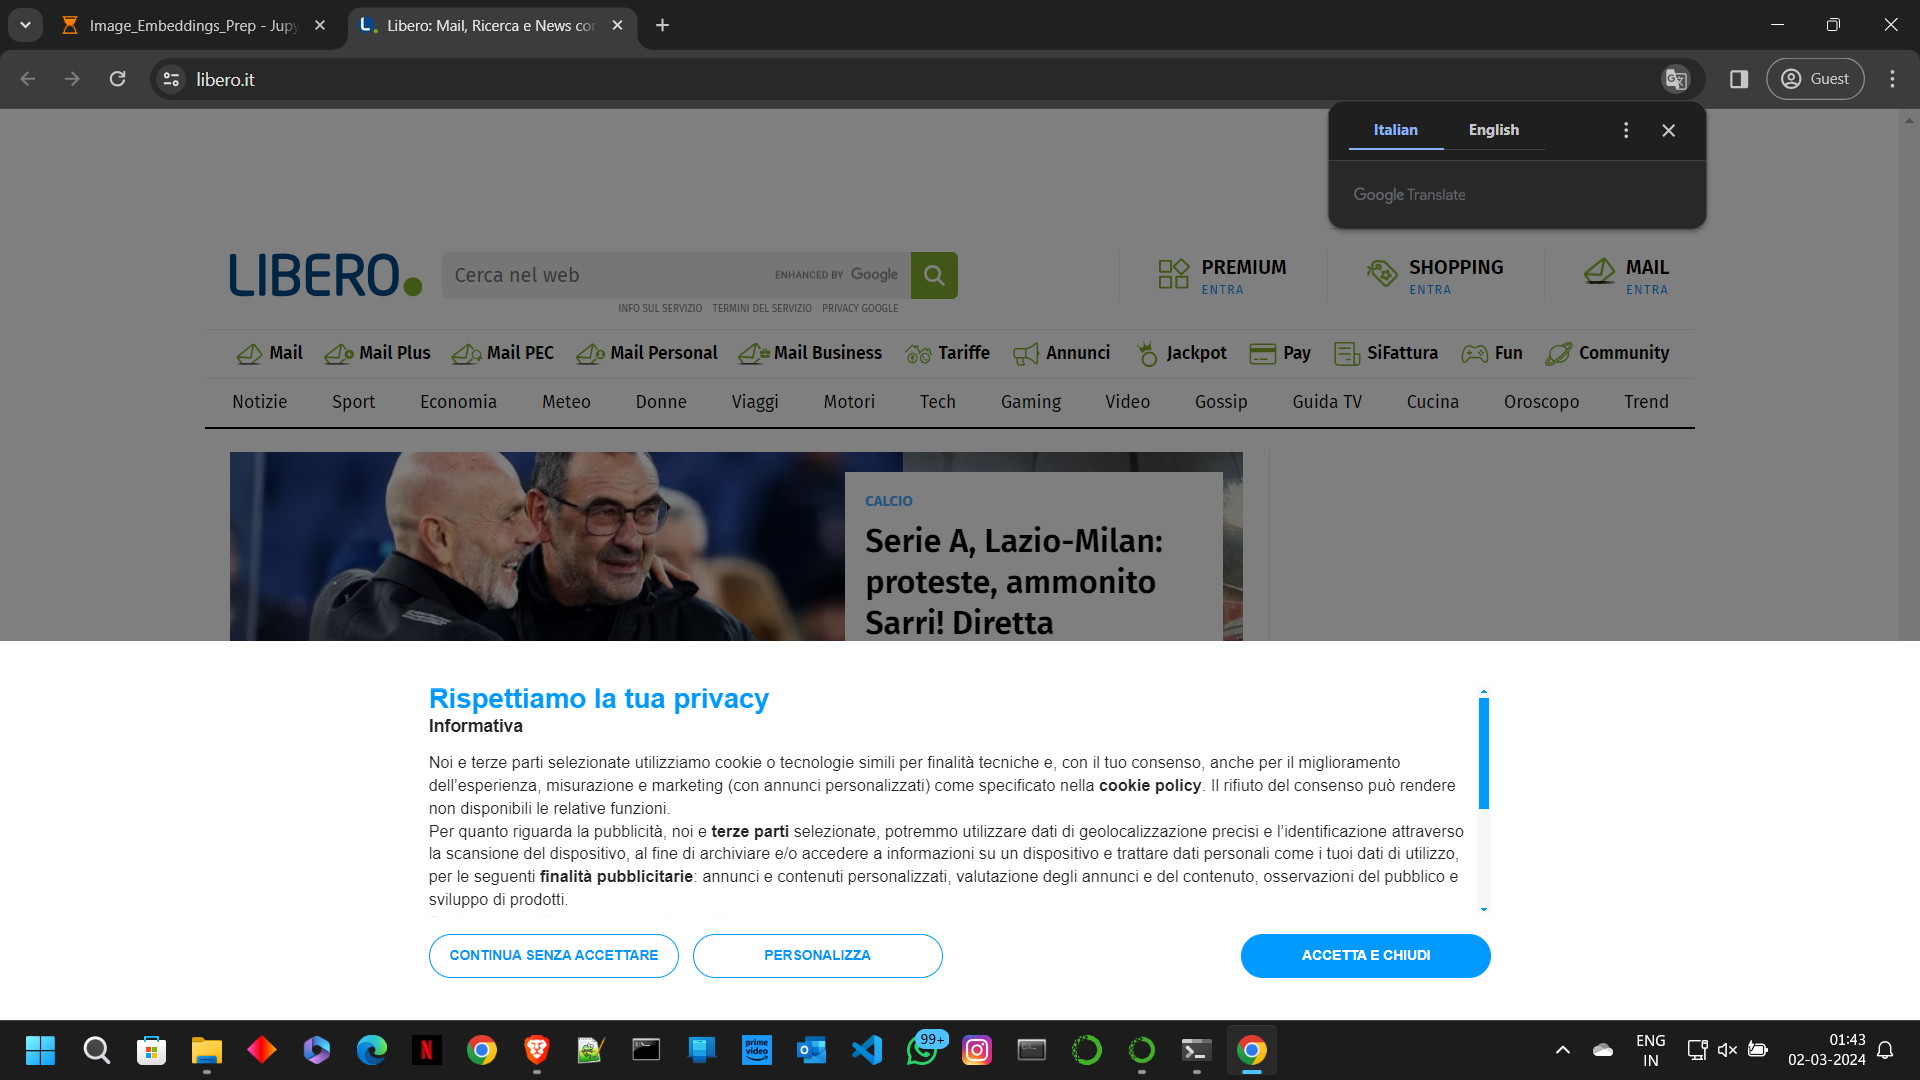 Image_Embeddings_Prep - Jupy
Libero: Mail, Ricerca e News con
libero.it
Guest
Italian
English
Google Translate
LIBERO
Cerca nel web
ENHANCED BY Google
INFO SUL SERVIZIO TERMINI DEL SERVIZIO PRIVACY GOOGLE
PREMIUM
ENTRA
SHOPPING
ENTRA
MAIL
ENTRA
Mail Mail Plus Mail PEC Mail Personal Mail Business Tariffe Annunci Jackpot Pay SiFattura Fun Community
Notizie Sport Economia Meteo Donne Viaggi Motori Tech Gaming Video Gossip Guida TV Cucina Oroscopo Trend
CALCIO
Serie A, Lazio-Milan:
proteste, ammonito
Sarri! Diretta
Rispettiamo la tua privacy
Informativa
Noi e terze parti selezionate utilizziamo cookie o tecnologie simili per finalità tecniche e, con il tuo consenso, anche per il miglioramento
dell’esperienza, misurazione e marketing (con annunci personalizzati) come specificato nella cookie policy. Il rifiuto del consenso può rendere
non disponibili le relative funzioni.
Per quanto riguarda la pubblicità, noi e terze parti selezionate, potremmo utilizzare dati di geolocalizzazione precisi e l’identificazione attraverso
la scansione del dispositivo, al fine di archiviare e/o accedere a informazioni su un dispositivo e trattare dati personali come i tuoi dati di utilizzo,
per le seguenti finalità pubblicitarie: annunci e contenuti personalizzati, valutazione degli annunci e del contenuto, osservazioni del pubblico e
sviluppo di prodotti.
CONTINUA SENZA ACCETTARE
PERSONALIZZA
ACCETTA E CHIUDI
prime video
99+
ENG
IN
01:43
02-03-2024